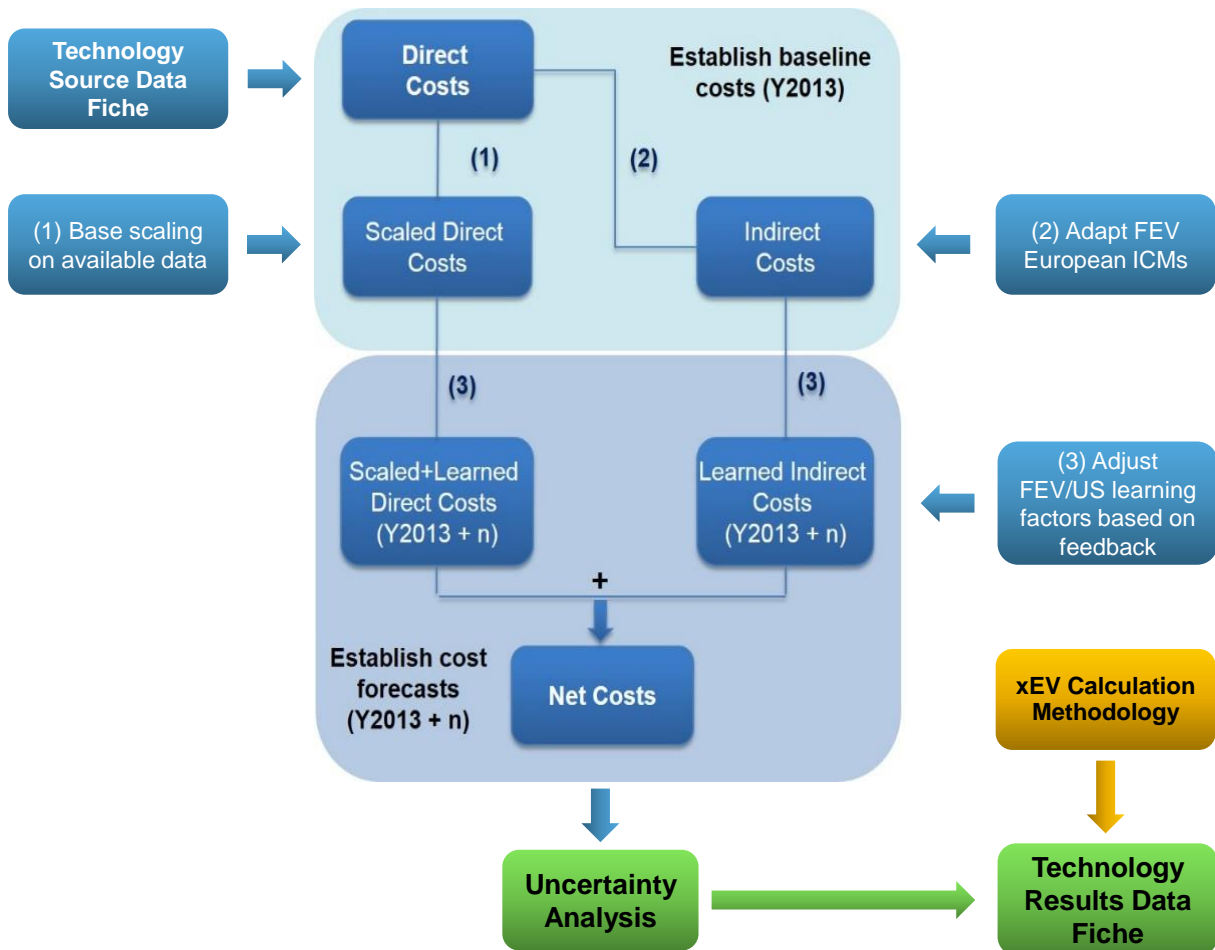 Technology
Source Data
Fiche
Direct
Costs
Establish baseline
costs (Y2013)
(1)
(2)
(1) Base scaling
on available data
Scaled Direct
Costs
Indirect
Costs
(2) Adapt FEV
European ICMs
(3)
(3)
Scaled+Learned
Direct Costs
(Y2013 + n)
Learned Indirect
Costs
(Y2013 + n)
(3) Adjust
FEV/US learning
factors based on
feedback
+
Establish cost
forecasts
(Y2013 + n)
Net Costs
xEV Calculation
Methodology
Uncertainty
Analysis
Technology
Results Data
Fiche